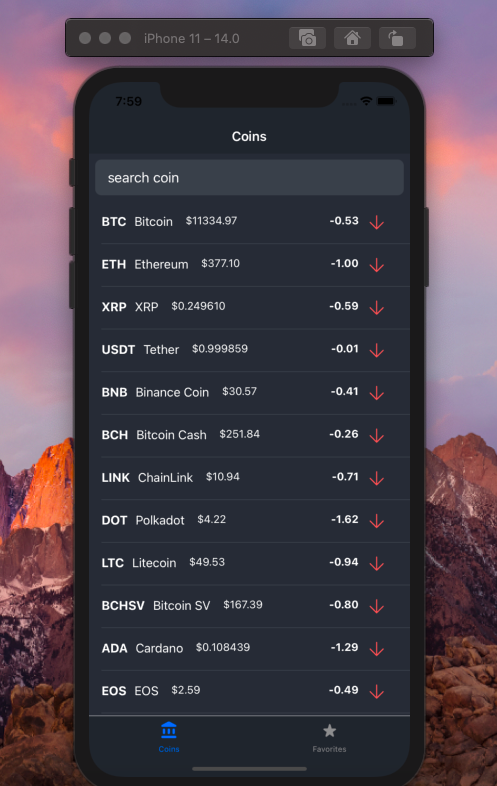 iPhone 11 – 14.0
7:59
Coins
search coin
BTC Bitcoin $11334.97 -0.53
ETH Ethereum $377.10 -1.00
XRP XRP $0.249610 -0.59
USDT Tether $0.999859 -0.01
BNB Binance Coin $30.57 -0.41
BCH Bitcoin Cash $251.84 -0.26
LINK ChainLink $10.94 -0.71
DOT Polkadot $4.22 -1.62
LTC Litecoin $49.53 -0.94
BCHSV Bitcoin SV $167.39 -0.80
ADA Cardano $0.108439 -1.29
EOS EOS $2.59 -0.49
Coins Favorites